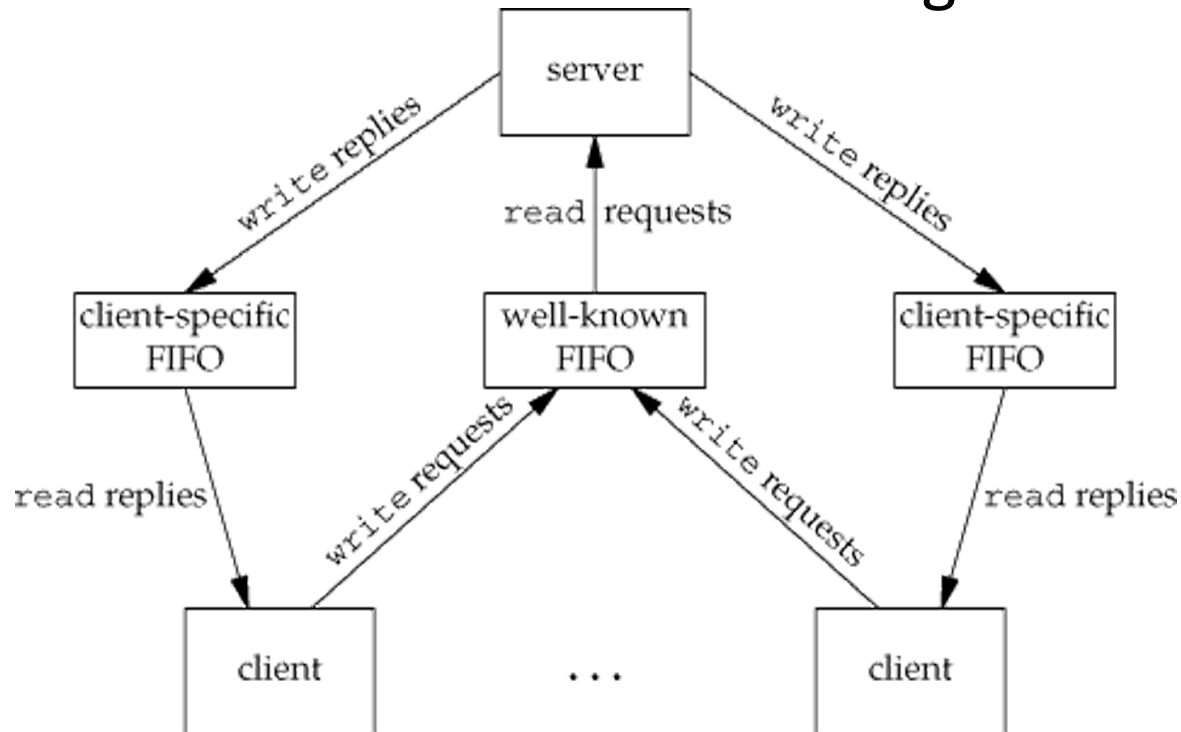 server
write replies
write replies
read requests
client-specific
FIFO
well-known
FIFO
client-specific
FIFO
read replies
write requests
write requests
read replies
client
...
client